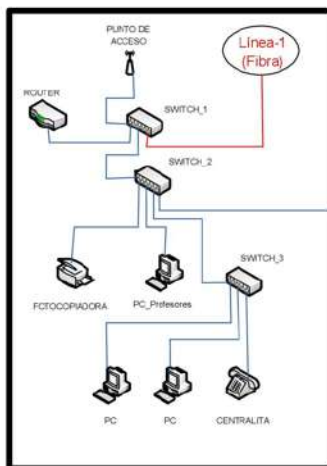 PUNTO DE
ACCESO
Línea-1
(Fibra)
ROUTER
SWITCH_1
SWITCH_2
SWITCH_3
FOTOCOPIADORA
PC_Profesores
PC
PC
CENTRALITA